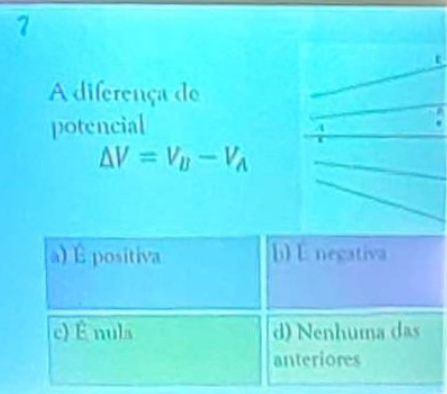 7
A diferença de
potencial
ΔV = V_B − V_A
E
A
B
a) É positiva
b) É negativa
c) É nula
d) Nenhuma das
anteriores